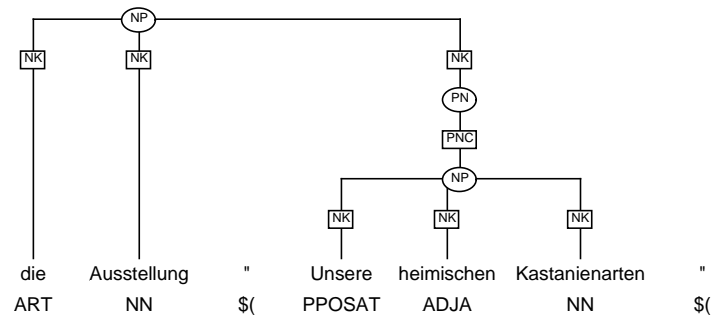 NP
NK NK NK
PN
PNC
NP
NK NK NK
die Ausstellung " Unsere heimischen Kastanienarten "
ART NN $( PPOSAT ADJA NN $(